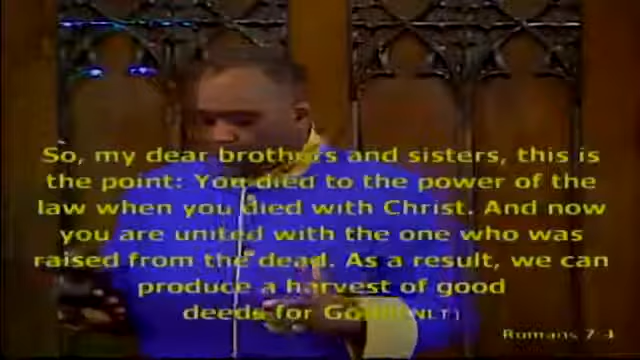 So, my dear brothers and sisters, this is
the point: You died to the power of the
law when you died with Christ. And now
you are united with the one who was
raised from the dead. As a result, we can
produce a harvest of good
deeds for God. (NLT)
Romans 7:4